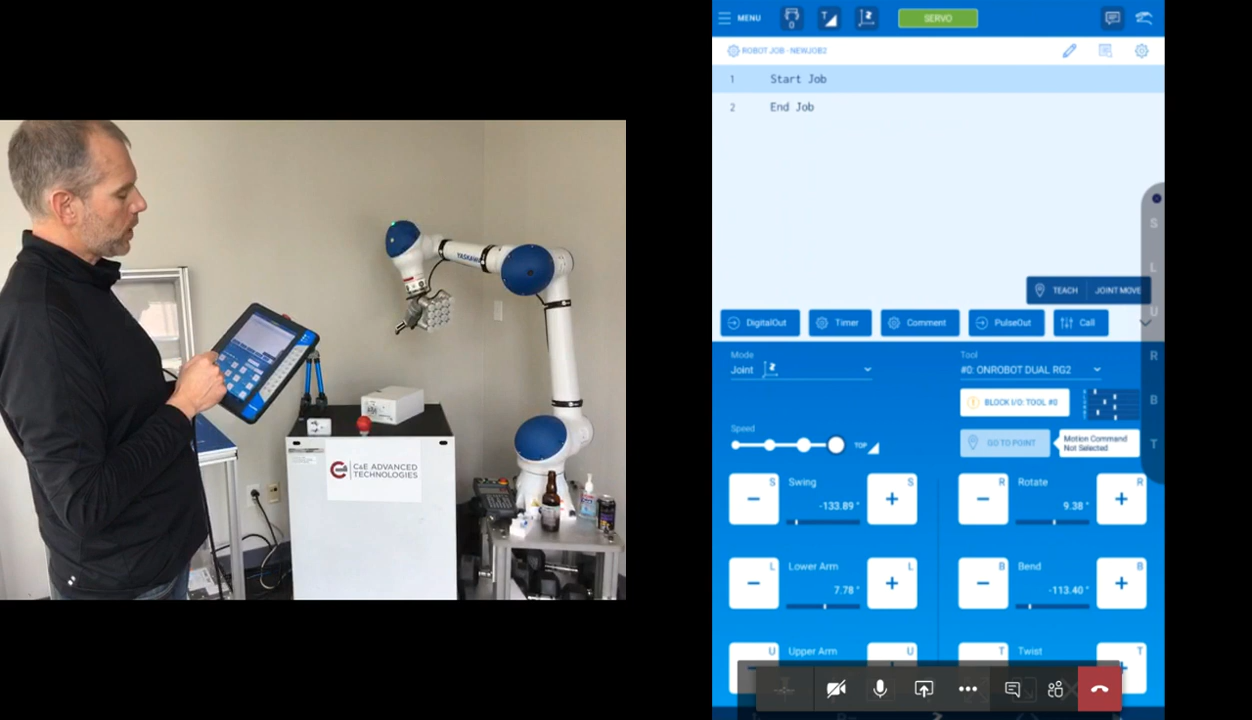 YASKAWA
C&E ADVANCED
TECHNOLOGIES
MENU
0
T
SERVO
ROBOT JOB - NEWJOB2
1 Start Job
2 End Job
S
L
U
R
B
T
TEACH
JOINT MOVE
DigitalOut
Timer
Comment
PulseOut
Call
Mode
Joint
Tool
#0: ONROBOT DUAL RG2
BLOCK I/O: TOOL #0
Speed
TOP
GO TO POINT
Motion Command
Not Selected
S Swing S
-133.89 °
R Rotate R
9.38 °
L Lower Arm L
7.78 °
B Bend B
-113.40 °
U Upper Arm U
T Twist T